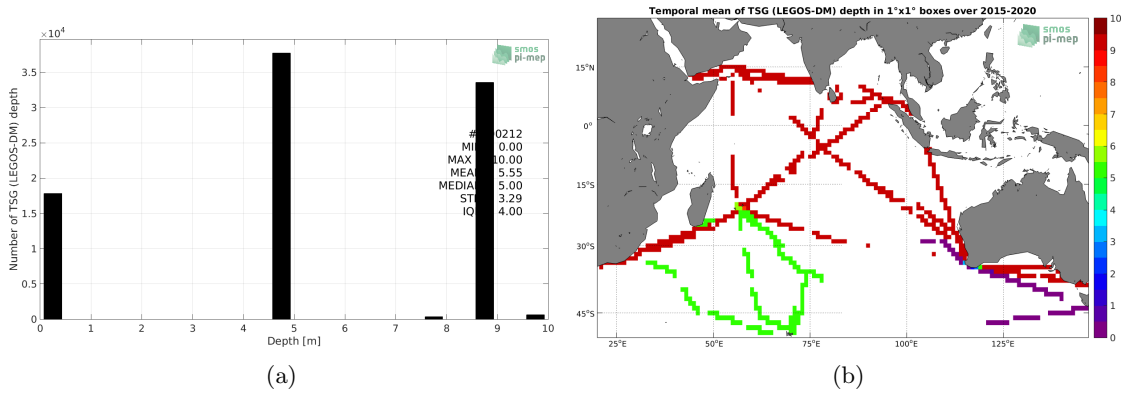 ×10⁴
smos
pi-mep
3.5
3
2.5
2
1.5
1
0.5
0
Number of TSG (LEGOS-DM) depth
#
MIN 0.00
MAX 10.00
MEAN 5.55
MEDIAN 5.00
STD 3.29
IQR 4.00
0 1 2 3 4 5 6 7 8 9 10
Depth [m]
(a)
Temporal mean of TSG (LEGOS-DM) depth in 1°x1° boxes over 2015-2020
smos
pi-mep
15°N
0°
15°S
30°S
45°S
25°E 50°E 75°E 100°E 125°E
10
9
8
7
6
5
4
3
2
1
0
(b)